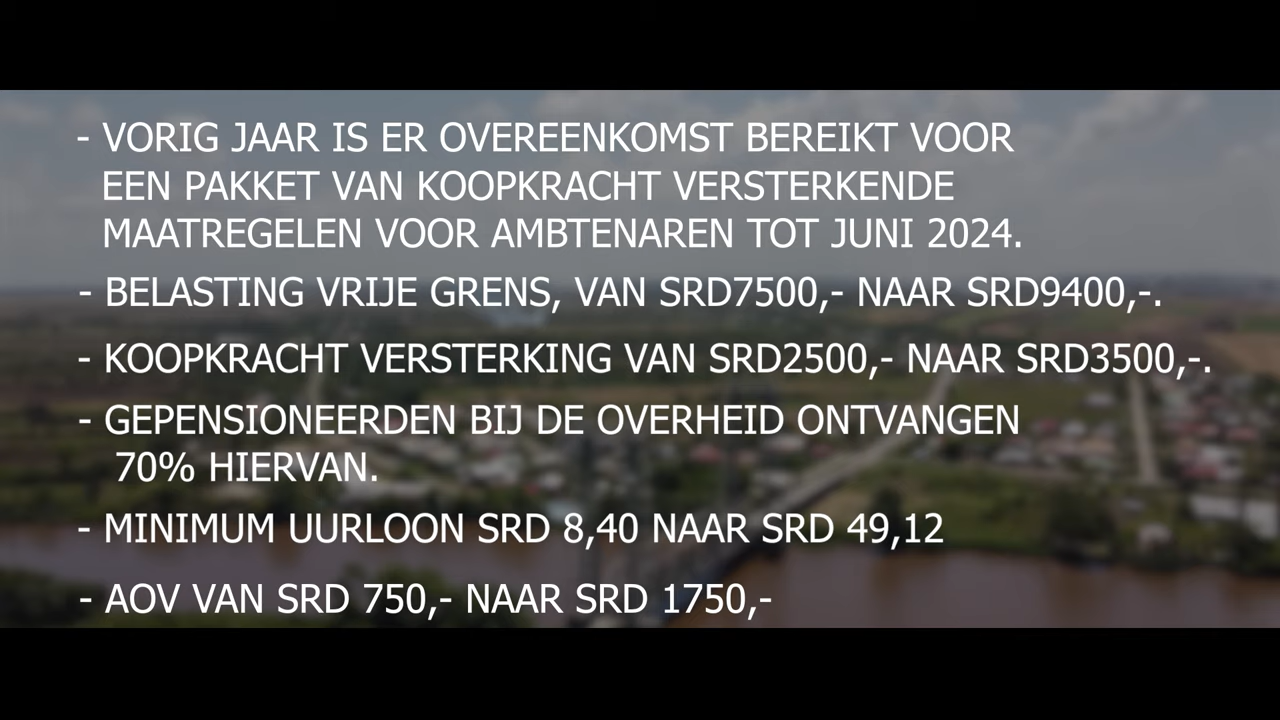 - VORIG JAAR IS ER OVEREENKOMST BEREIKT VOOR
EEN PAKKET VAN KOOPKRACHT VERSTERKENDE
MAATREGELEN VOOR AMBTENAREN TOT JUNI 2024.
- BELASTING VRIJE GRENS, VAN SRD7500,- NAAR SRD9400,-.
- KOOPKRACHT VERSTERKING VAN SRD2500,- NAAR SRD3500,-.
- GEPENSIONEERDEN BIJ DE OVERHEID ONTVANGEN
70% HIERVAN.
- MINIMUM UURLOON SRD 8,40 NAAR SRD 49,12
- AOV VAN SRD 750,- NAAR SRD 1750,-